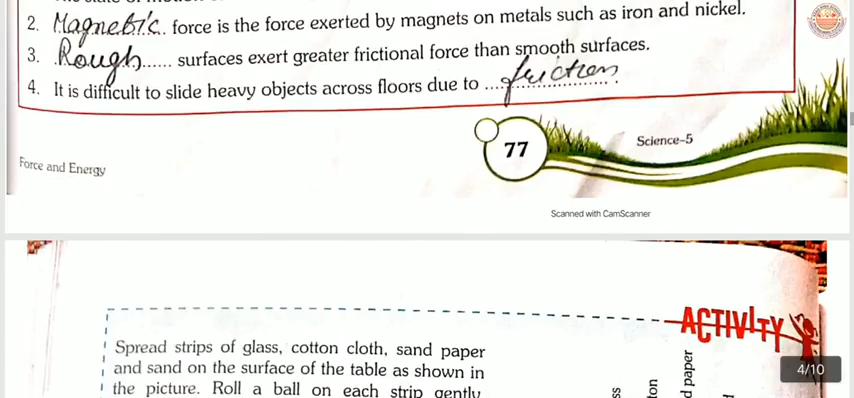 2. Magnetic.. force is the force exerted by magnets on metals such as iron and nickel.
3. .Rough...... surfaces exert greater frictional force than smooth surfaces.
4. It is difficult to slide heavy objects across floors due to ....friction.
77
Science–5
Force and Energy
Scanned with CamScanner
ACTIVITY
Spread strips of glass, cotton cloth, sand paper
and sand on the surface of the table as shown in
the picture. Roll a ball on each strip gently
4/10